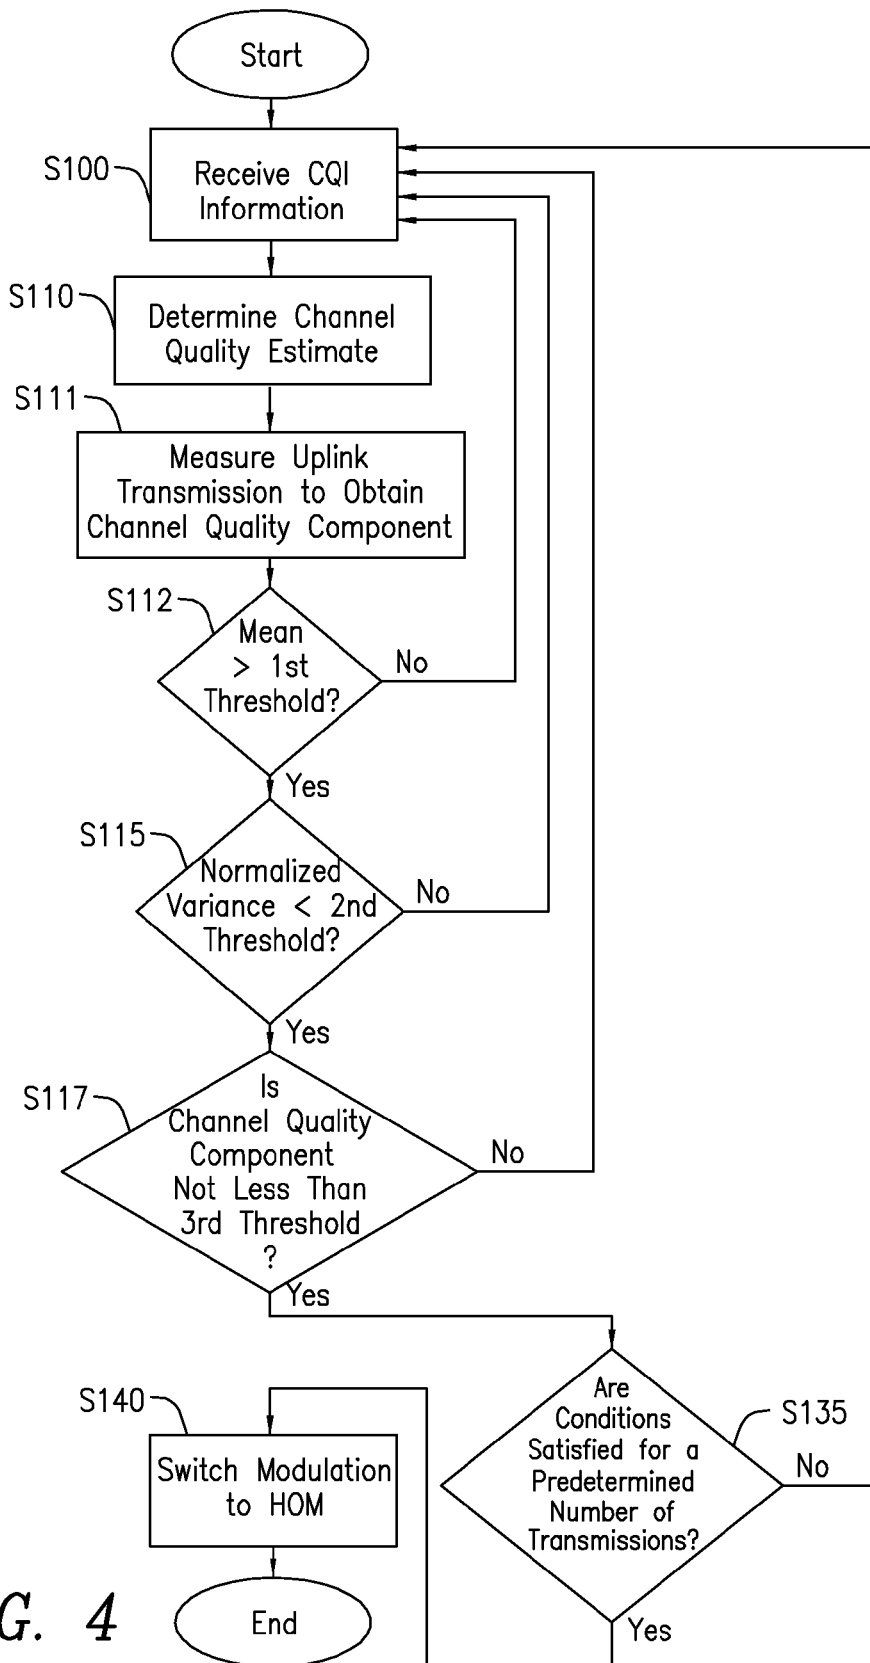 Start
S100
Receive CQI
Information
S110
Determine Channel
Quality Estimate
S111
Measure Uplink
Transmission to Obtain
Channel Quality Component
S112
Mean
> 1st
Threshold?
No
Yes
S115
Normalized
Variance < 2nd
Threshold?
No
Yes
S117
Is
Channel Quality
Component
Not Less Than
3rd Threshold
?
No
Yes
S135
Are
Conditions
Satisfied for a
Predetermined
Number of
Transmissions?
No
Yes
S140
Switch Modulation
to HOM
End
G. 4